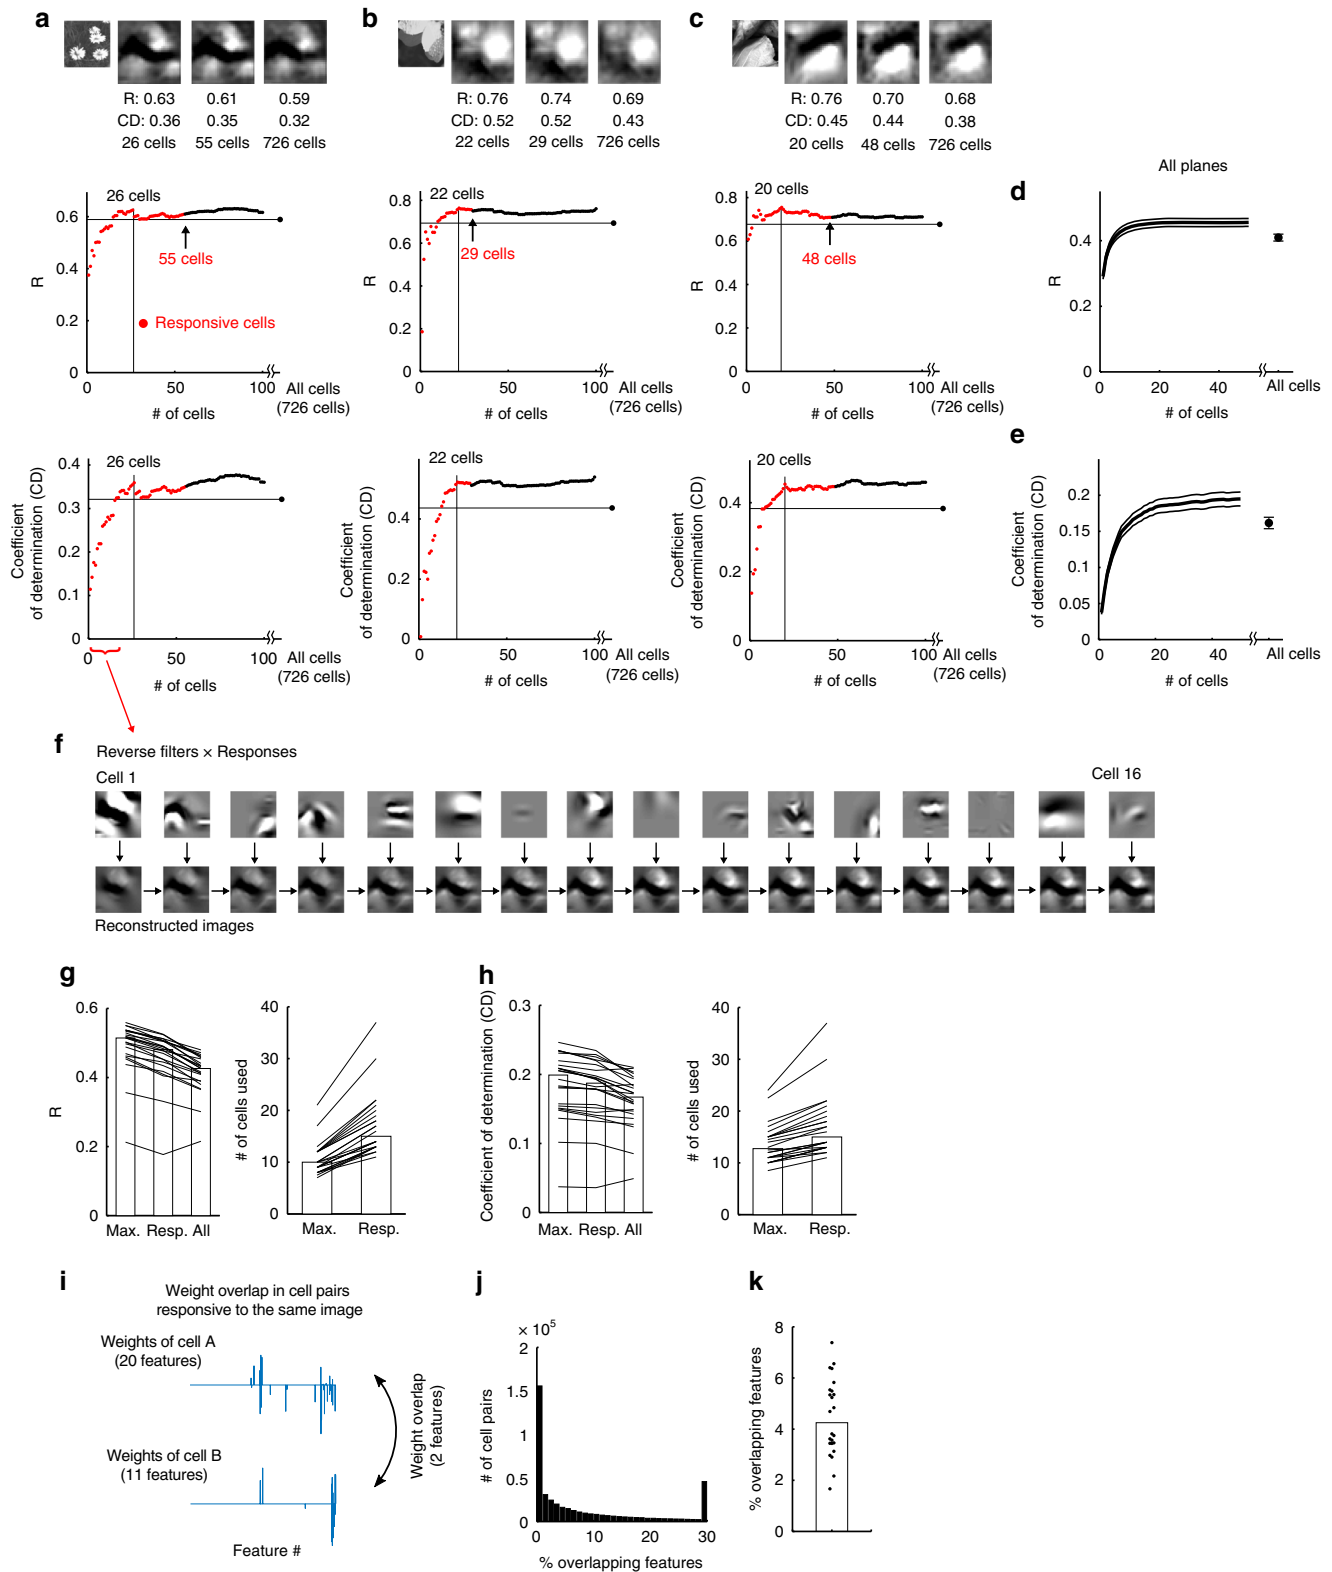 a
R: 0.63 0.61 0.59
CD: 0.36 0.35 0.32
26 cells 55 cells 726 cells
b
R: 0.76 0.74 0.69
CD: 0.52 0.52 0.43
22 cells 29 cells 726 cells
c
R: 0.76 0.70 0.68
CD: 0.45 0.44 0.38
20 cells 48 cells 726 cells
26 cells
0.6
0.4
0.2
0
R
55 cells
Responsive cells
0 50 100
All cells
(726 cells)
# of cells
22 cells
0.8
0.6
0.4
0.2
0
R
29 cells
0 50 100
All cells
(726 cells)
# of cells
20 cells
0.8
0.6
0.4
0.2
0
R
48 cells
0 50 100
All cells
(726 cells)
# of cells
d
All planes
0.4
0.2
0
R
0 20 40
All cells
# of cells
26 cells
0.4
0.3
0.2
0.1
0
Coefficient
of determination (CD)
0 50 100
All cells
(726 cells)
# of cells
22 cells
0.4
0.2
0
Coefficient
of determination (CD)
0 50 100
All cells
(726 cells)
# of cells
20 cells
0.4
0.2
0
Coefficient
of determination (CD)
0 50 100
All cells
(726 cells)
# of cells
e
0.2
0.15
0.1
0.05
0
Coefficient
of determination (CD)
0 20 40
All cells
# of cells
f
Reverse filters × Responses
Cell 1
Cell 16
Reconstructed images
g
0.6
0.4
0.2
0
R
Max. Resp. All
40
30
20
10
0
# of cells used
Max. Resp.
h
0.3
0.2
0.1
0
Coefficient of determination (CD)
Max. Resp. All
40
30
20
10
0
# of cells used
Max. Resp.
i
Weight overlap in cell pairs
responsive to the same image
Weights of cell A
(20 features)
Weights of cell B
(11 features)
Weight overlap
(2 features)
Feature #
j
× 10⁵
2
1.5
1
0.5
0
# of cell pairs
0 10 20 30
% overlapping features
k
8
6
4
2
0
% overlapping features